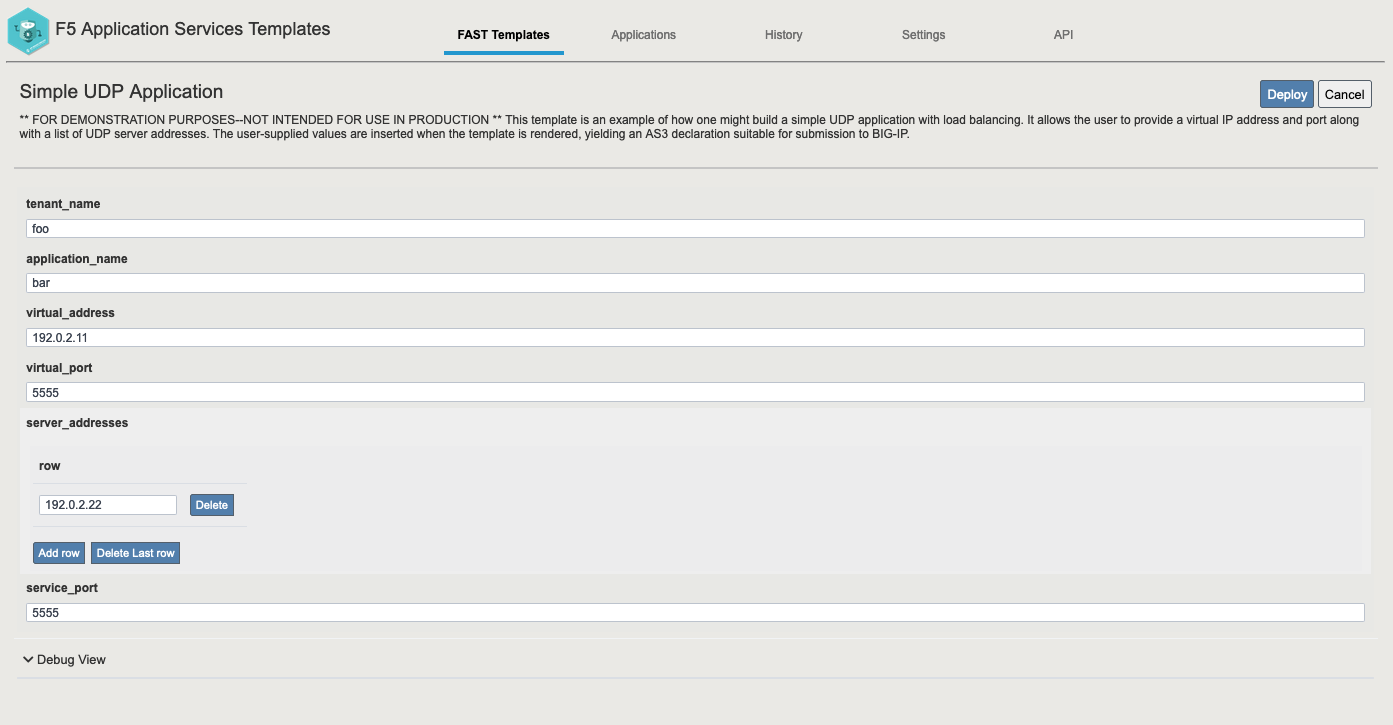 F5 Application Services Templates
FAST Templates
Applications
History
Settings
API
Simple UDP Application
Deploy
Cancel
** FOR DEMONSTRATION PURPOSES--NOT INTENDED FOR USE IN PRODUCTION ** This template is an example of how one might build a simple UDP application with load balancing. It allows the user to provide a virtual IP address and port along
with a list of UDP server addresses. The user-supplied values are inserted when the template is rendered, yielding an AS3 declaration suitable for submission to BIG-IP.
tenant_name
foo
application_name
bar
virtual_address
192.0.2.11
virtual_port
5555
server_addresses
row
192.0.2.22
Delete
Add row
Delete Last row
service_port
5555
Debug View